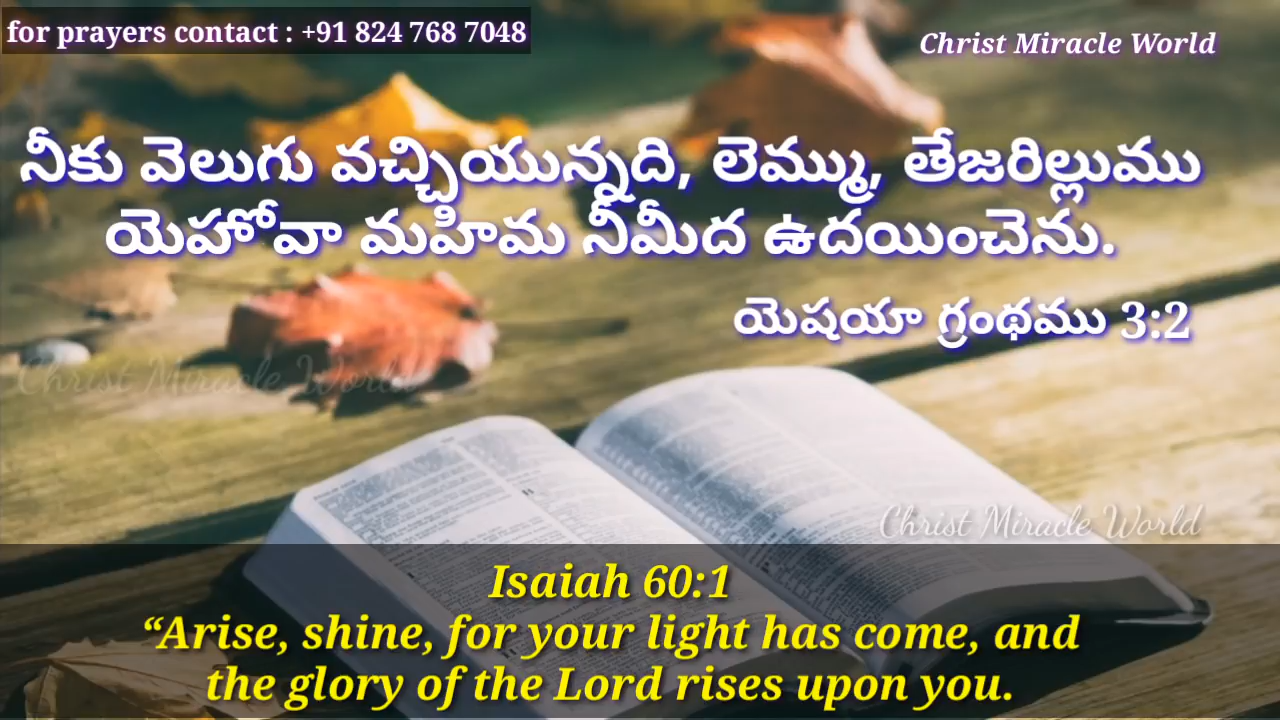 for prayers contact : +91 824 768 7048
Christ Miracle World
నీకు వెలుగు వచ్చియున్నది, లెమ్ము, తేజరిల్లుము
యెహోవా మహిమ నీమీద ఉదయించెను.
యెషయా గ్రంథము 3:2
Christ Miracle World
Christ Miracle World
Isaiah 60:1
“Arise, shine, for your light has come, and
the glory of the Lord rises upon you.